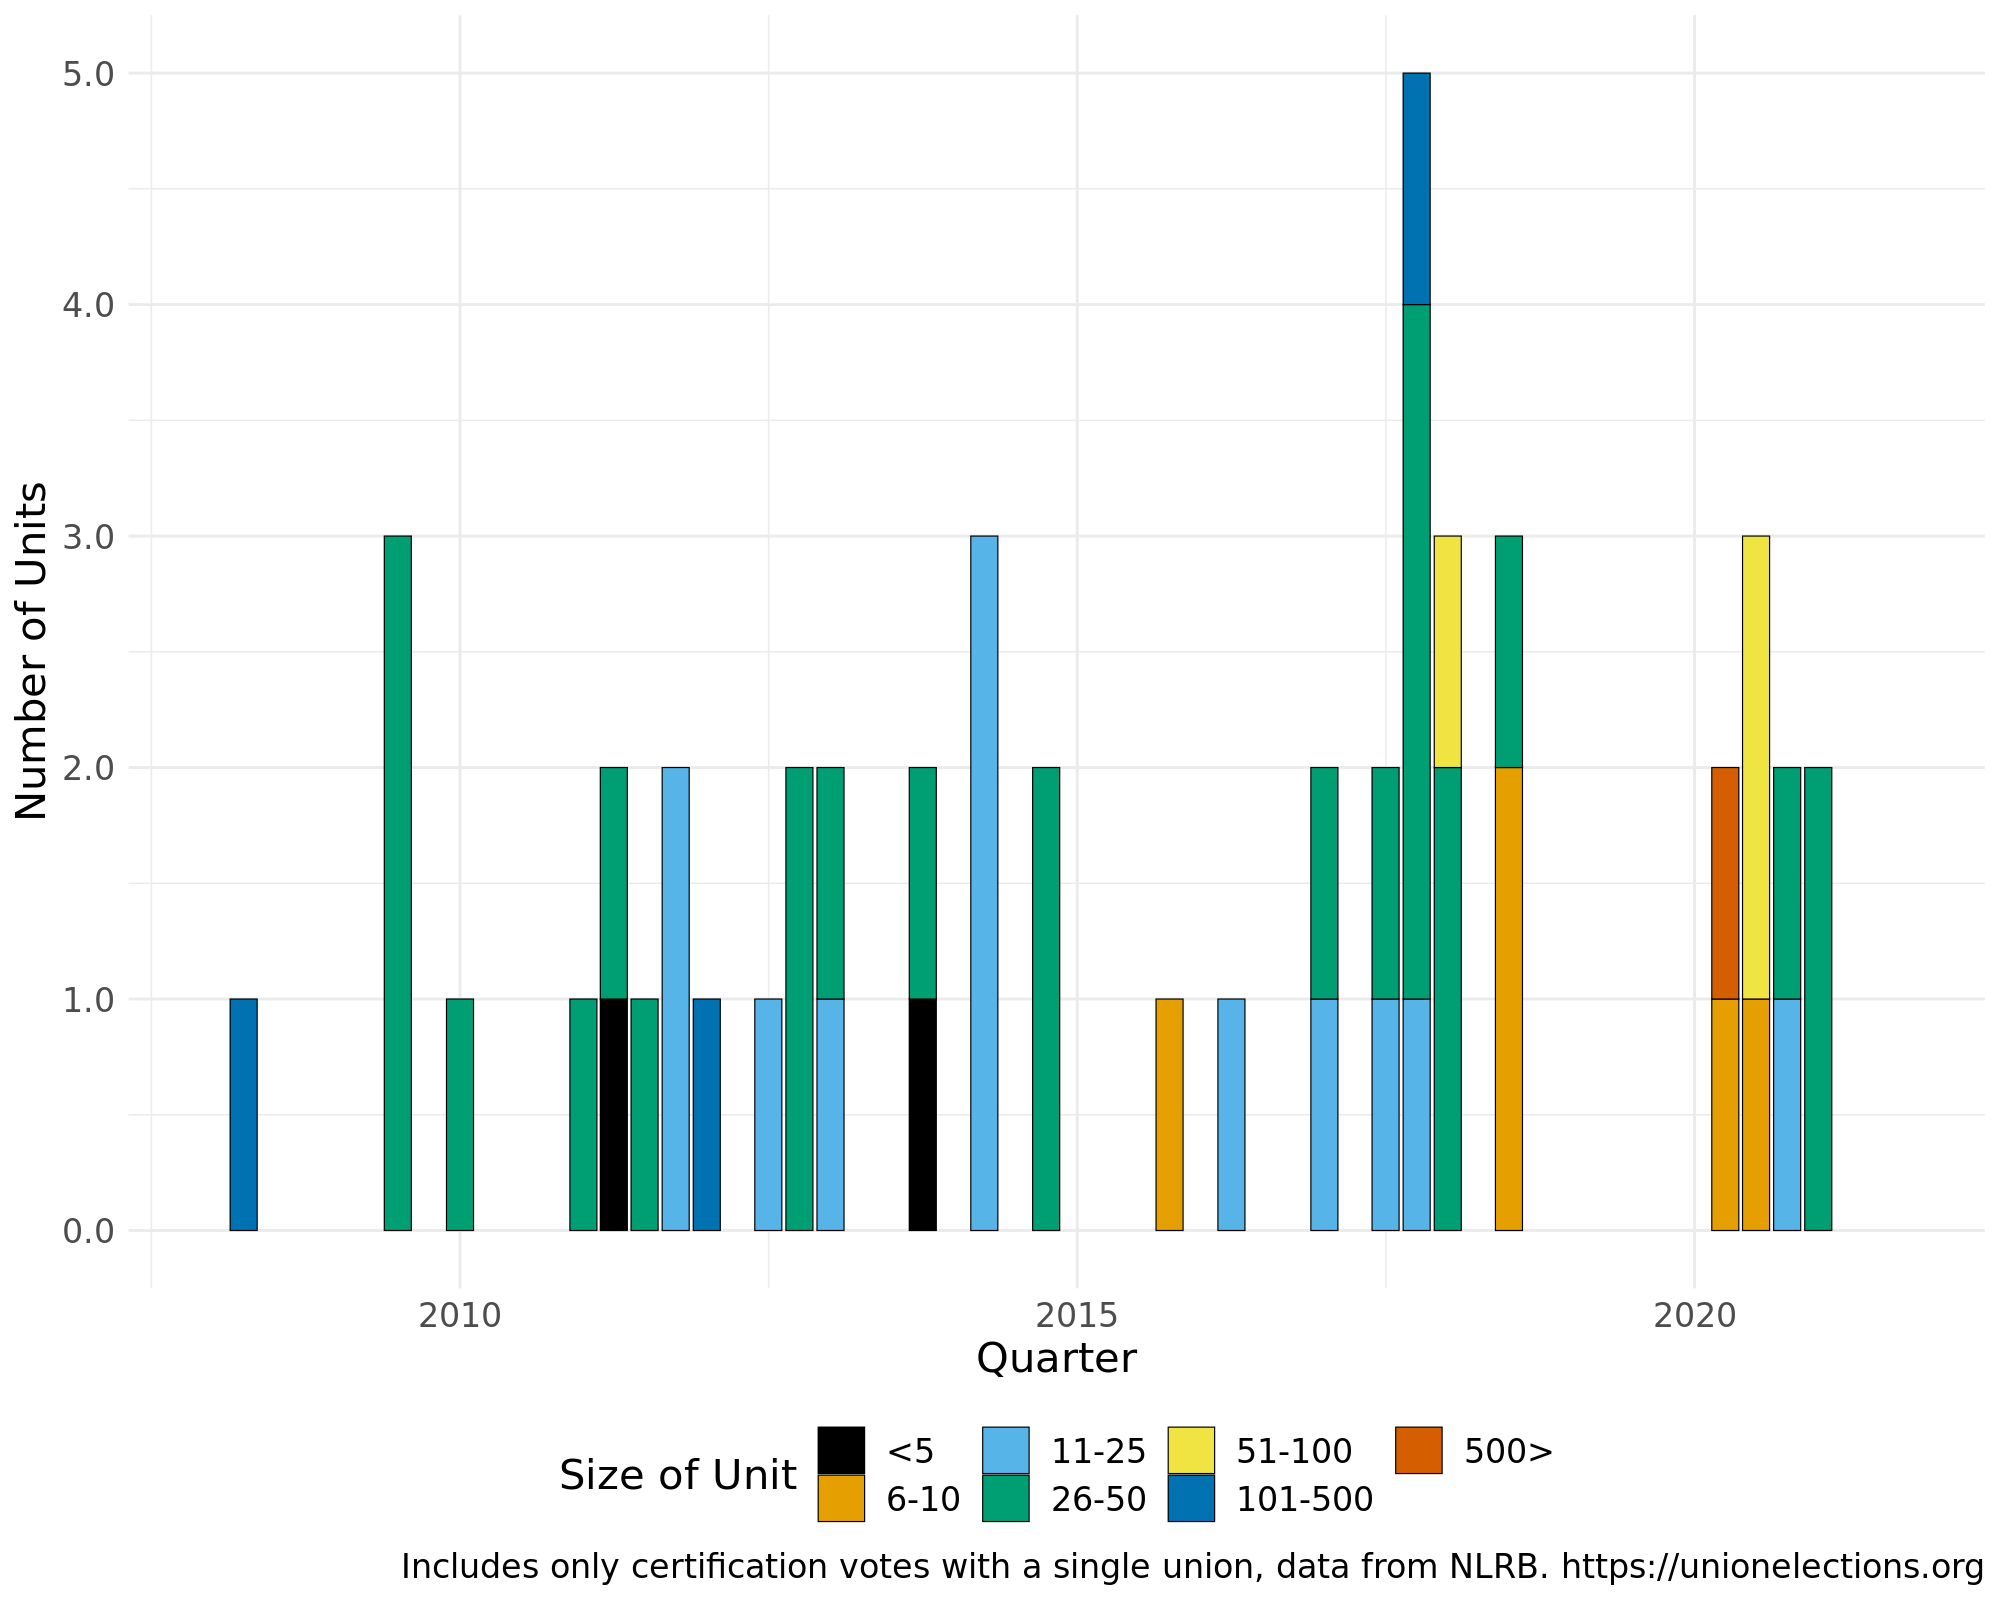 5.0
4.0
3.0
2.0
1.0
0.0
Number of Units
2010 2015 2020
Quarter
Size of Unit
<5 11-25 51-100 500>
6-10 26-50 101-500
Includes only certification votes with a single union, data from NLRB. https://unionelections.org